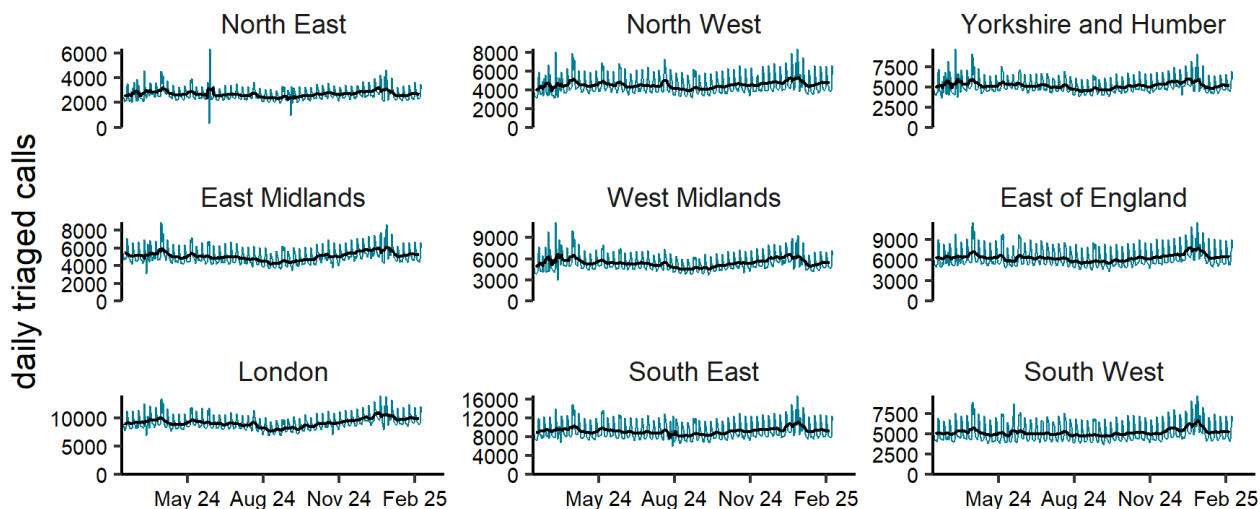 North East
North West
Yorkshire and Humber
6000
4000
2000
0
8000
6000
4000
2000
0
7500
5000
2500
0
daily triaged calls
East Midlands
West Midlands
East of England
8000
6000
4000
2000
0
9000
6000
3000
0
9000
6000
3000
0
London
South East
South West
10000
5000
0
16000
12000
8000
4000
0
7500
5000
2500
0
May 24 Aug 24 Nov 24 Feb 25
May 24 Aug 24 Nov 24 Feb 25
May 24 Aug 24 Nov 24 Feb 25